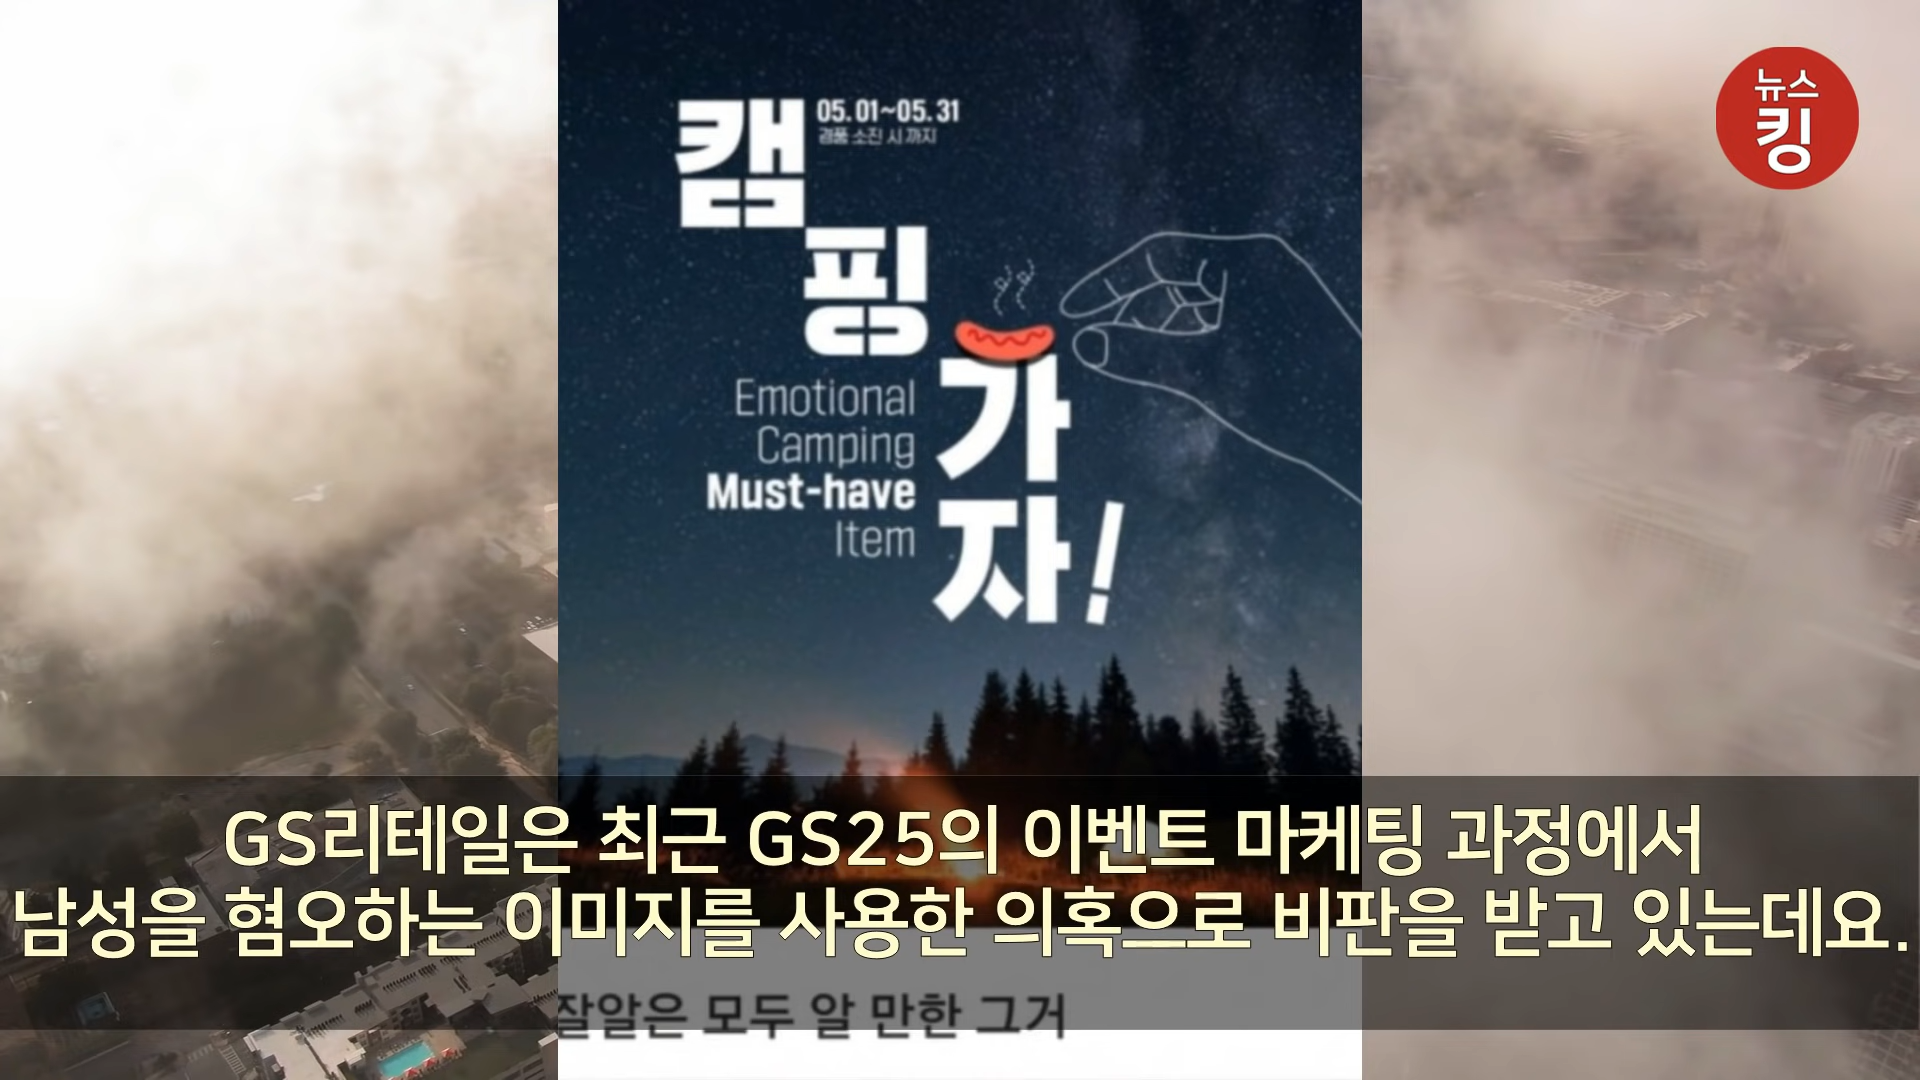 뉴스
킹
캠
핑
가
자!
05.01~05.31
경품 소진 시 까지
Emotional
Camping
Must-have
Item
GS리테일은 최근 GS25의 이벤트 마케팅 과정에서
남성을 혐오하는 이미지를 사용한 의혹으로 비판을 받고 있는데요.
잘알은 모두 알 만한 그거